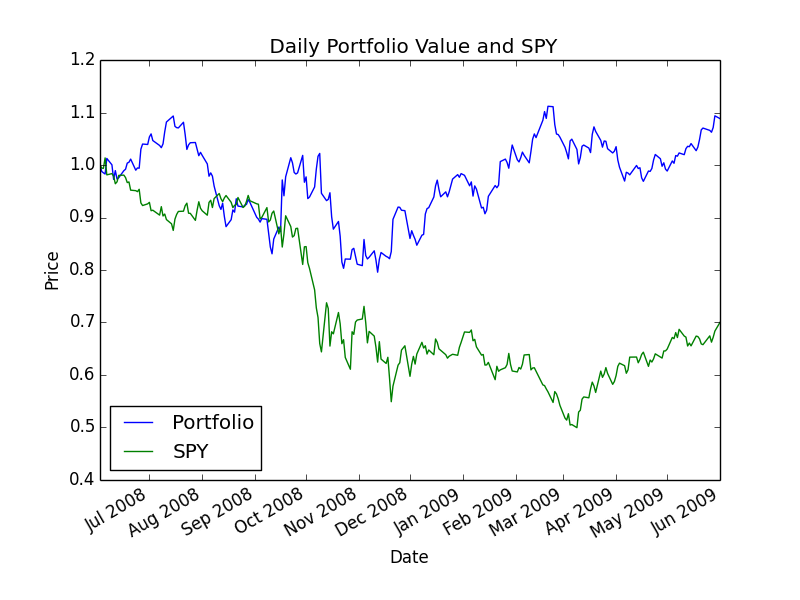 Daily Portfolio Value and SPY
1.2
1.1
1.0
0.9
0.8
0.7
0.6
0.5
0.4
Price
Portfolio
SPY
Jul 2008
Aug 2008
Sep 2008
Oct 2008
Nov 2008
Dec 2008
Jan 2009
Feb 2009
Mar 2009
Apr 2009
May 2009
Jun 2009
Date